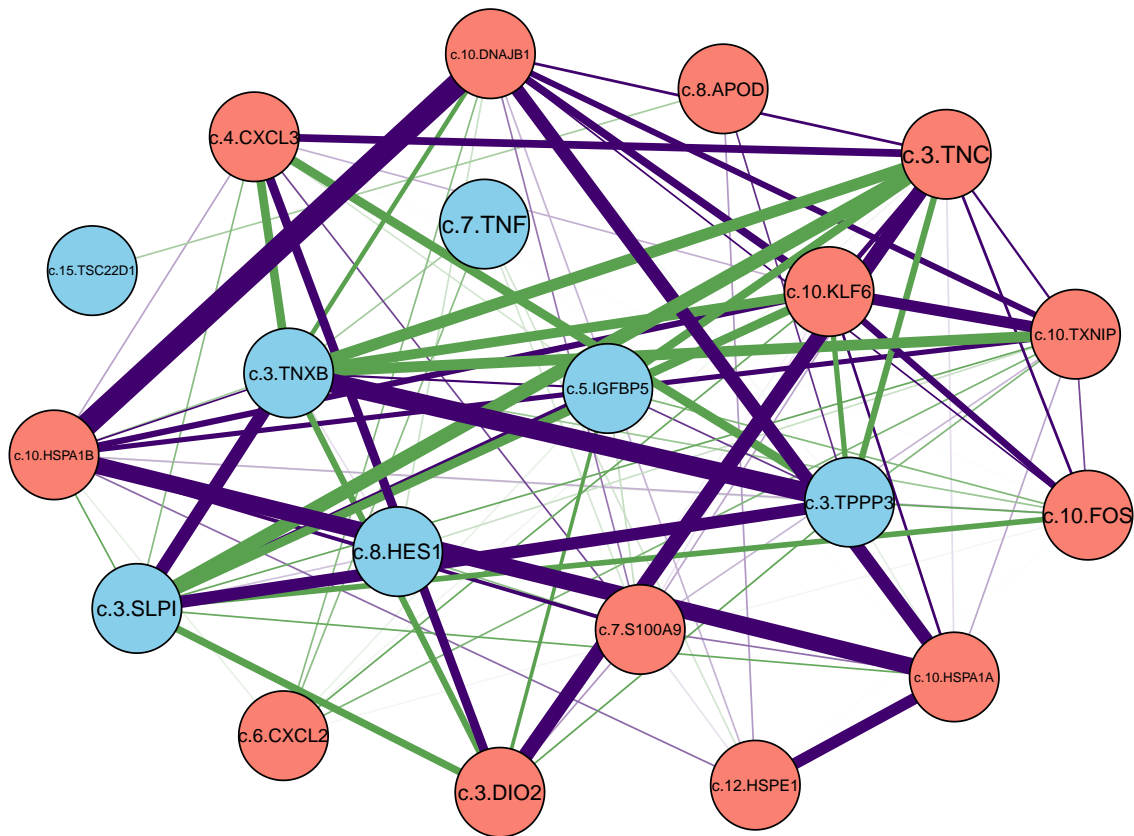 c.10.DNAJB1
c.8.APOD
c.4.CXCL3
c.3.TNC
c.7.TNF
c.15.TSC22D1
c.10.KLF6
c.10.TXNIP
c.3.TNXB
c.5.IGFBP5
c.10.HSPA1B
c.3.TPPP3
c.10.FOS
c.8.HES1
c.3.SLPI
c.7.S100A9
c.10.HSPA1A
c.6.CXCL2
c.12.HSPE1
c.3.DIO2